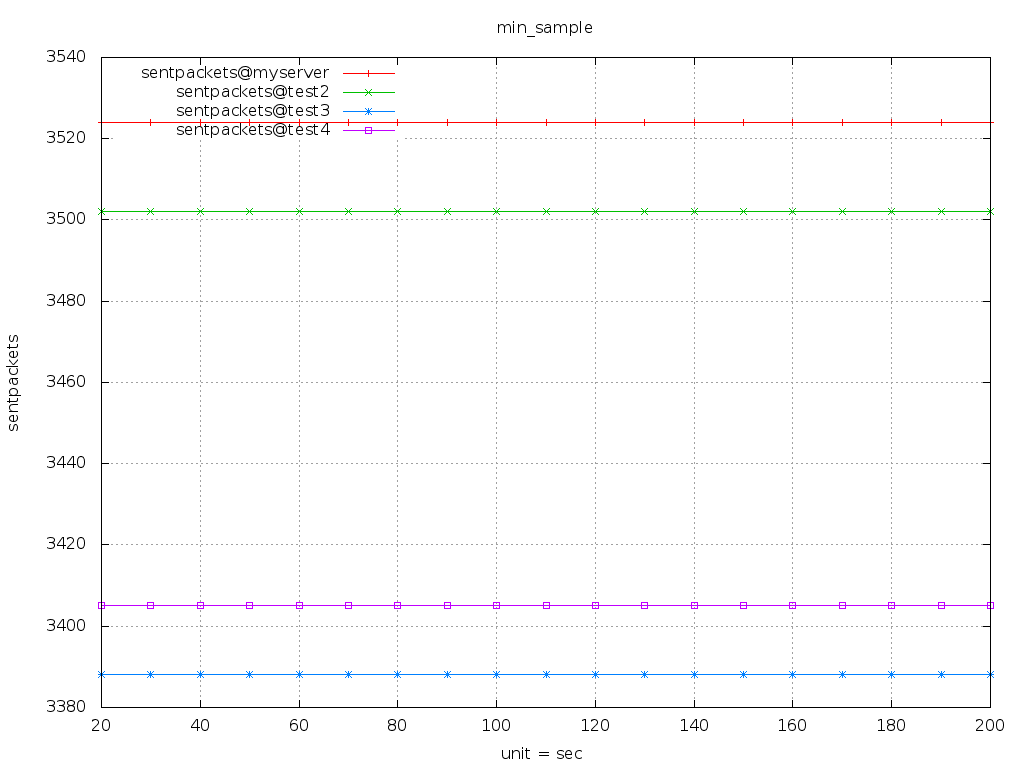 min_sample
3540
sentpackets@myserver
sentpackets@test2
sentpackets@test3
sentpackets@test4
3520
3500
3480
3460
sentpackets
3440
3420
3400
3380
20 40 60 80 100 120 140 160 180 200
unit = sec